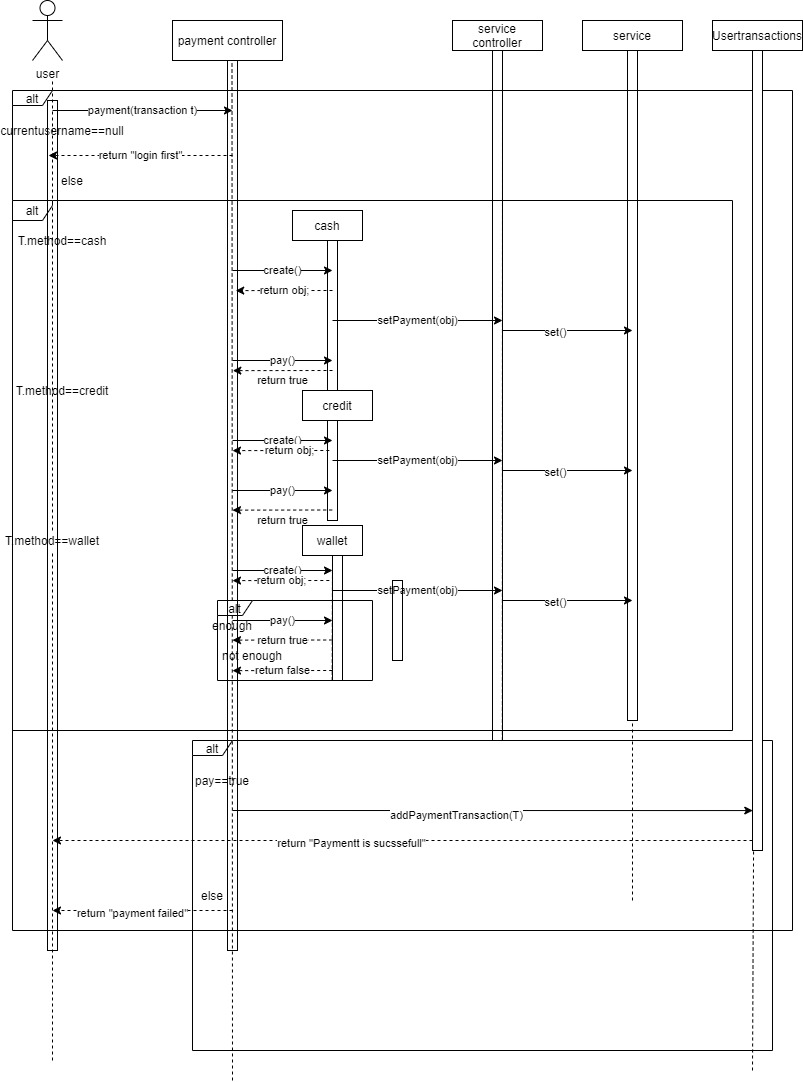 service
payment controller
controller
service
Usertransactions
user
alt
payment(transaction t)
currentusername==null
return "login first"
else
alt
cash
T.method==cash
create()
return obj;
setPayment(obj)
set()
pay()
return true
T.method==credit
credit
create()
return obj;
setPayment(obj)
set()
pay()
return true
T.method==wallet
wallet
create()
return obj;
setPayment(obj)
set()
alt
pay()
enough
return true
not enough
return false
alt
pay==true
addPaymentTransaction(T)
return "Paymentt is sucssefull"
else
return "payment failed"